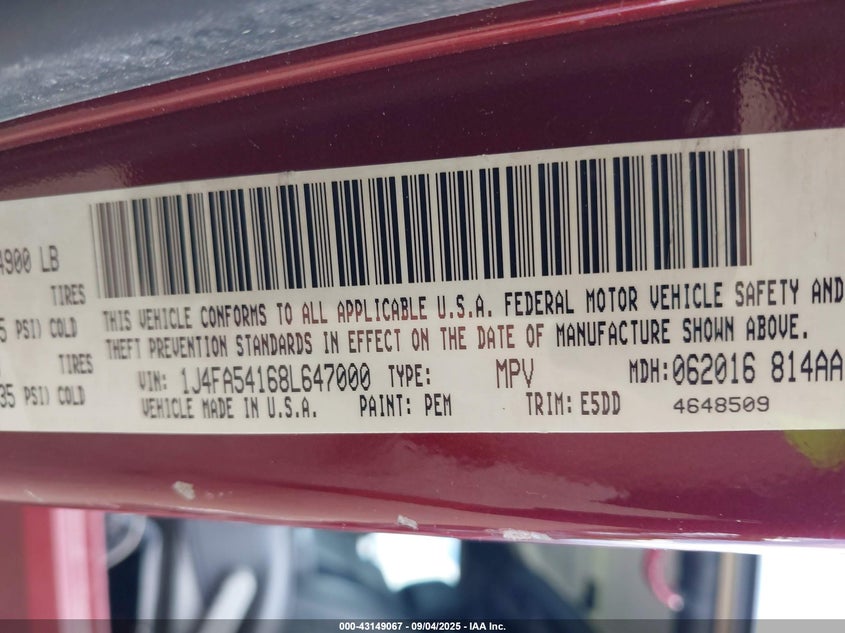 4900 LB
TIRES
5 PSI) COLD
TIRES
35 PSI) COLD
THIS VEHICLE CONFORMS TO ALL APPLICABLE U.S.A. FEDERAL MOTOR VEHICLE SAFETY AND
THEFT PREVENTION STANDARDS IN EFFECT ON THE DATE OF MANUFACTURE SHOWN ABOVE.
VIN: 1J4FA54168L647000 TYPE: MPV MDH:062016 814AA
VEHICLE MADE IN U.S.A. PAINT: PEM TRIM: E5DD 4648509
000-43149067 - 09/04/2025 - IAA Inc.